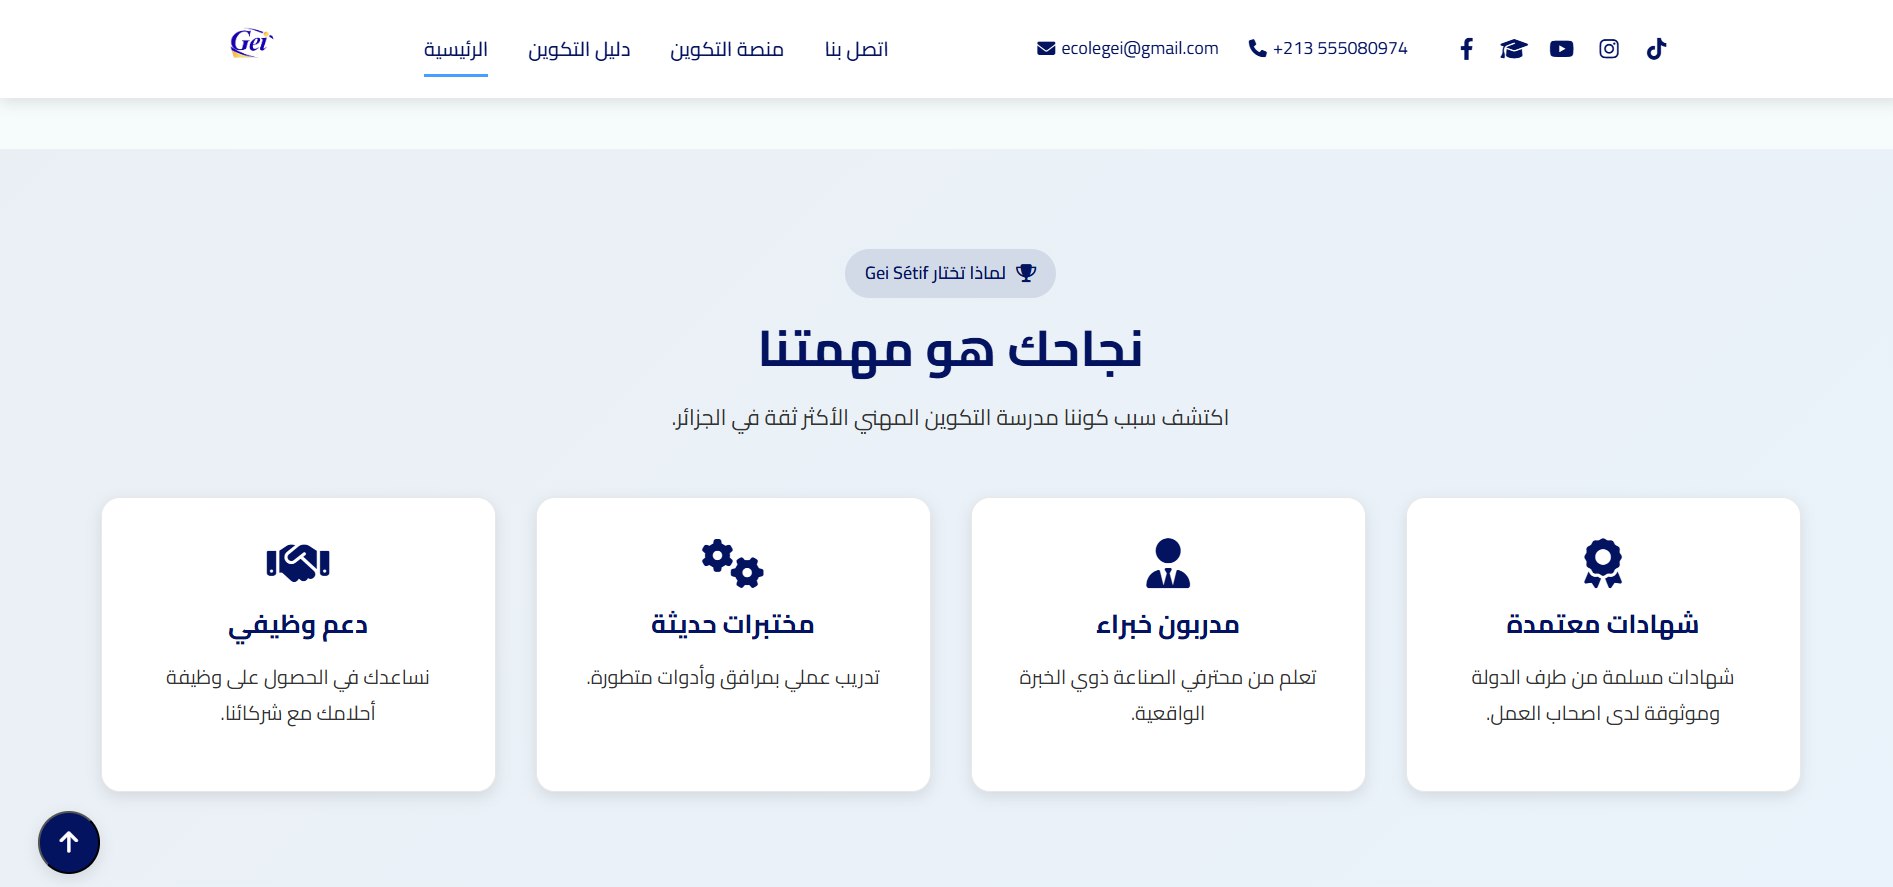 Gei
الرئيسية
دليل التكوين
منصة التكوين
اتصل بنا
ecolegei@gmail.com
+213 555080974
لماذا تختار Gei Sétif
نجاحك هو مهمتنا
اكتشف سبب كوننا مدرسة التكوين المهني الأكثر ثقة في الجزائر.
شهادات معتمدة
شهادات مسلمة من طرف الدولة
وموثوقة لدى اصحاب العمل.
مدربون خبراء
تعلم من محترفي الصناعة ذوي الخبرة
الواقعية.
مختبرات حديثة
تدريب عملي بمرافق وأدوات متطورة.
دعم وظيفي
نساعدك في الحصول على وظيفة
أحلامك مع شركائنا.